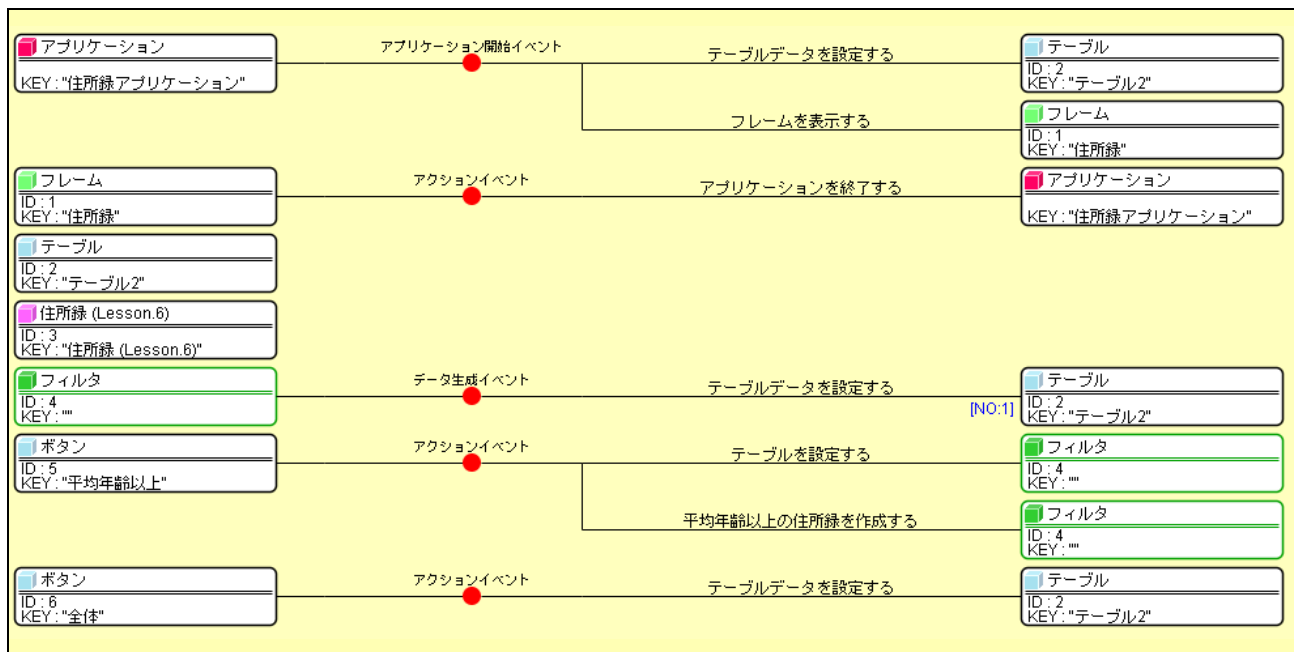 アプリケーション
KEY : "住所録アプリケーション"
アプリケーション開始イベント
テーブルデータを設定する
テーブル
ID : 2
KEY : "テーブル2"
フレームを表示する
フレーム
ID : 1
KEY : "住所録"
フレーム
ID : 1
KEY : "住所録"
アクションイベント
アプリケーションを終了する
アプリケーション
KEY : "住所録アプリケーション"
テーブル
ID : 2
KEY : "テーブル2"
住所録 (Lesson.6)
ID : 3
KEY : "住所録 (Lesson.6)"
フィルタ
ID : 4
KEY : ""
データ生成イベント
テーブルデータを設定する
[NO:1]
テーブル
ID : 2
KEY : "テーブル2"
ボタン
ID : 5
KEY : "平均年齢以上"
アクションイベント
テーブルを設定する
フィルタ
ID : 4
KEY : ""
平均年齢以上の住所録を作成する
フィルタ
ID : 4
KEY : ""
ボタン
ID : 6
KEY : "全体"
アクションイベント
テーブルデータを設定する
テーブル
ID : 2
KEY : "テーブル2"